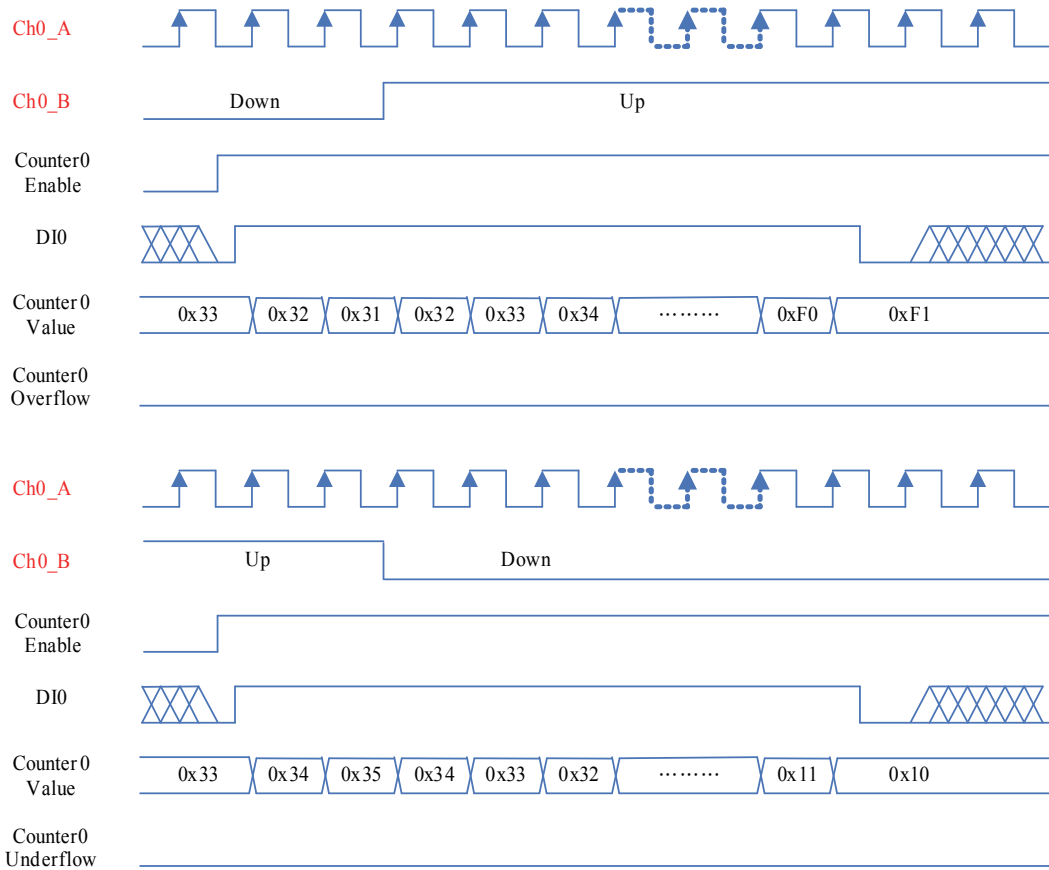 Ch0_A
Ch0_B
Down
Up
Counter0
Enable
DI0
Counter0
Value
0x33 0x32 0x31 0x32 0x33 0x34 ……… 0xF0 0xF1
Counter0
Overflow
Ch0_A
Ch0_B
Up
Down
Counter0
Enable
DI0
Counter0
Value
0x33 0x34 0x35 0x34 0x33 0x32 ……… 0x11 0x10
Counter0
Underflow